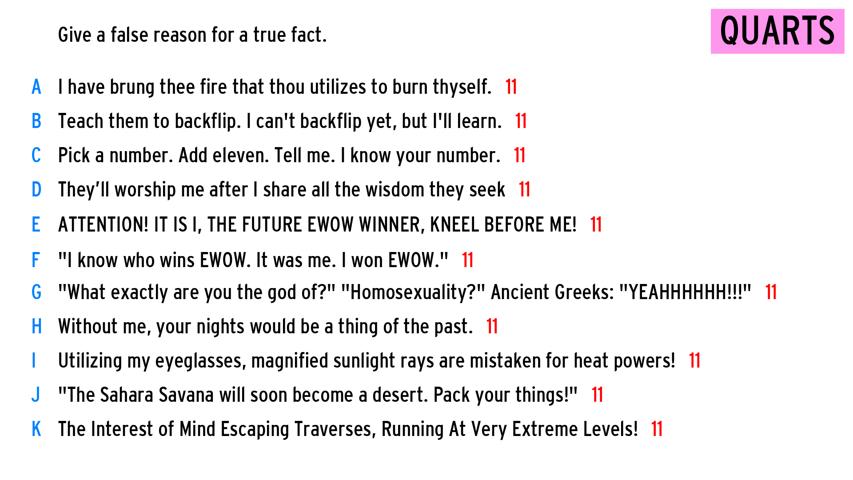 QUARTS
Give a false reason for a true fact.
A I have brung thee fire that thou utilizes to burn thyself. 11
B Teach them to backflip. I can't backflip yet, but I'll learn. 11
C Pick a number. Add eleven. Tell me. I know your number. 11
D They’ll worship me after I share all the wisdom they seek 11
E ATTENTION! IT IS I, THE FUTURE EWOW WINNER, KNEEL BEFORE ME! 11
F "I know who wins EWOW. It was me. I won EWOW." 11
G "What exactly are you the god of?" "Homosexuality?" Ancient Greeks: "YEAHHHHHH!!!" 11
H Without me, your nights would be a thing of the past. 11
I Utilizing my eyeglasses, magnified sunlight rays are mistaken for heat powers! 11
J "The Sahara Savana will soon become a desert. Pack your things!" 11
K The Interest of Mind Escaping Traverses, Running At Very Extreme Levels! 11